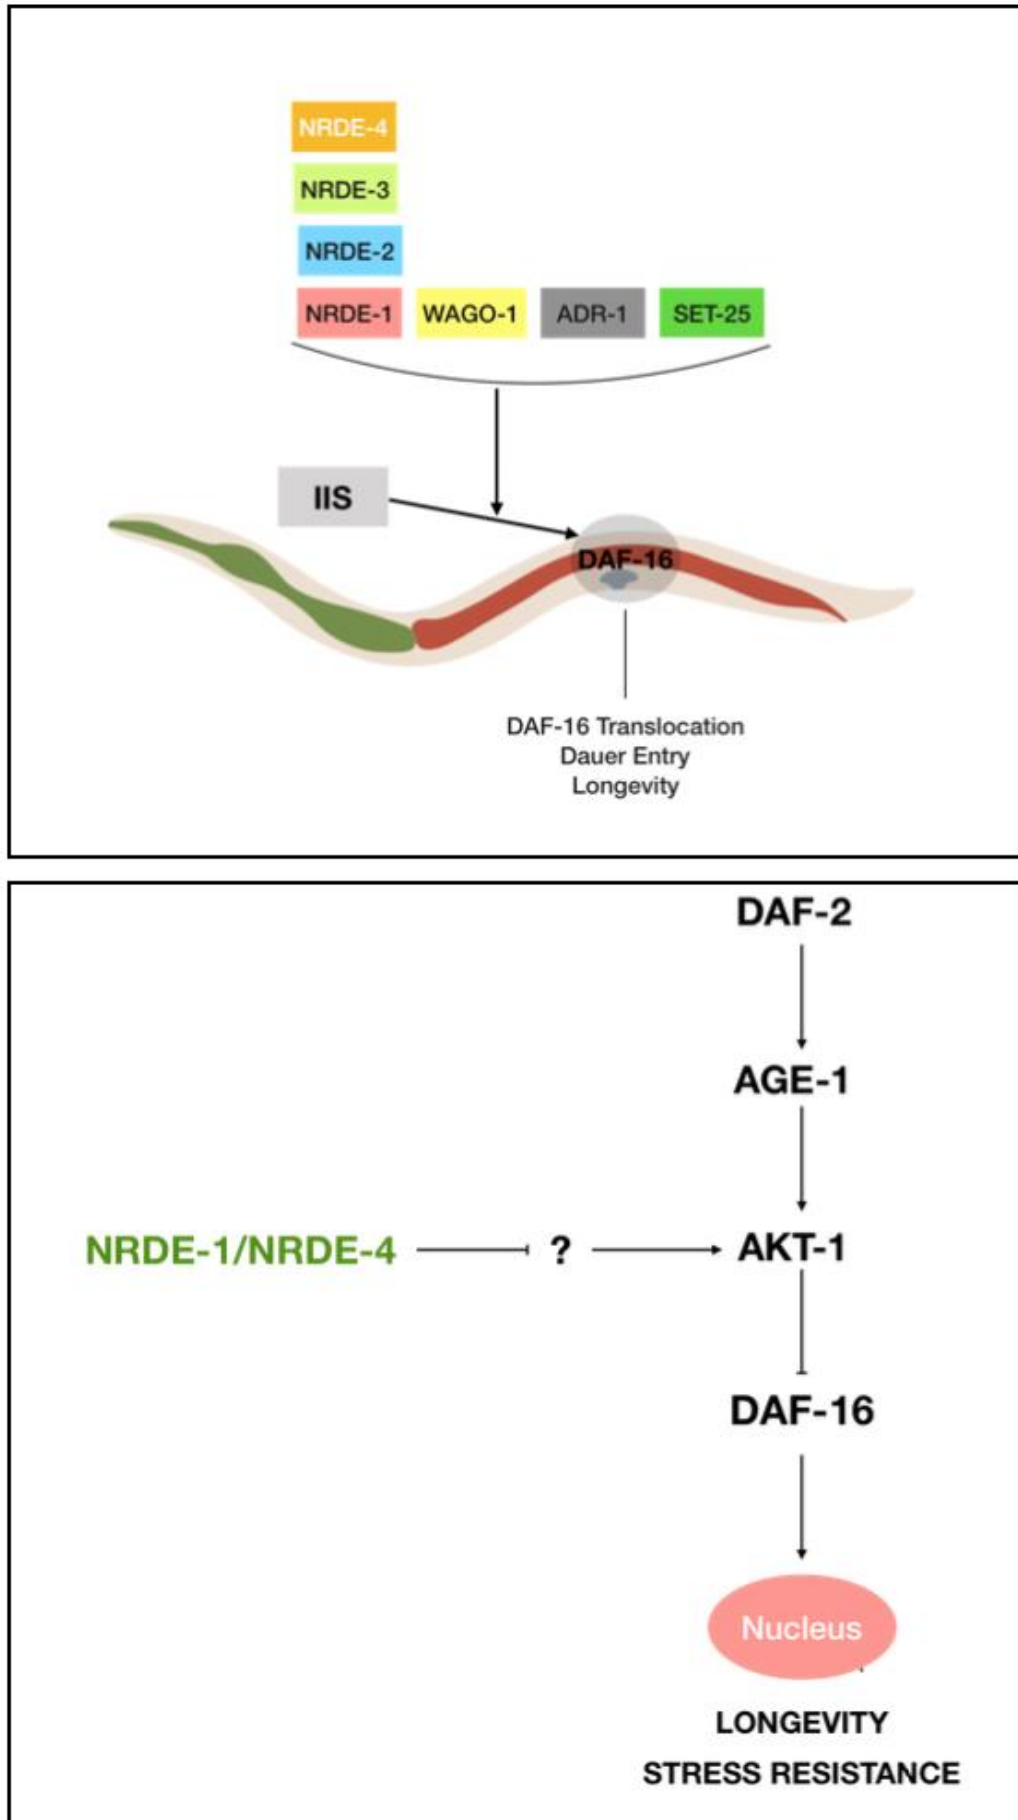 NRDE-4
NRDE-3
NRDE-2
NRDE-1 WAGO-1 ADR-1 SET-25
IIS
DAF-16
DAF-16 Translocation
Dauer Entry
Longevity
DAF-2
AGE-1
NRDE-1/NRDE-4 ? AKT-1
DAF-16
Nucleus
LONGEVITY
STRESS RESISTANCE